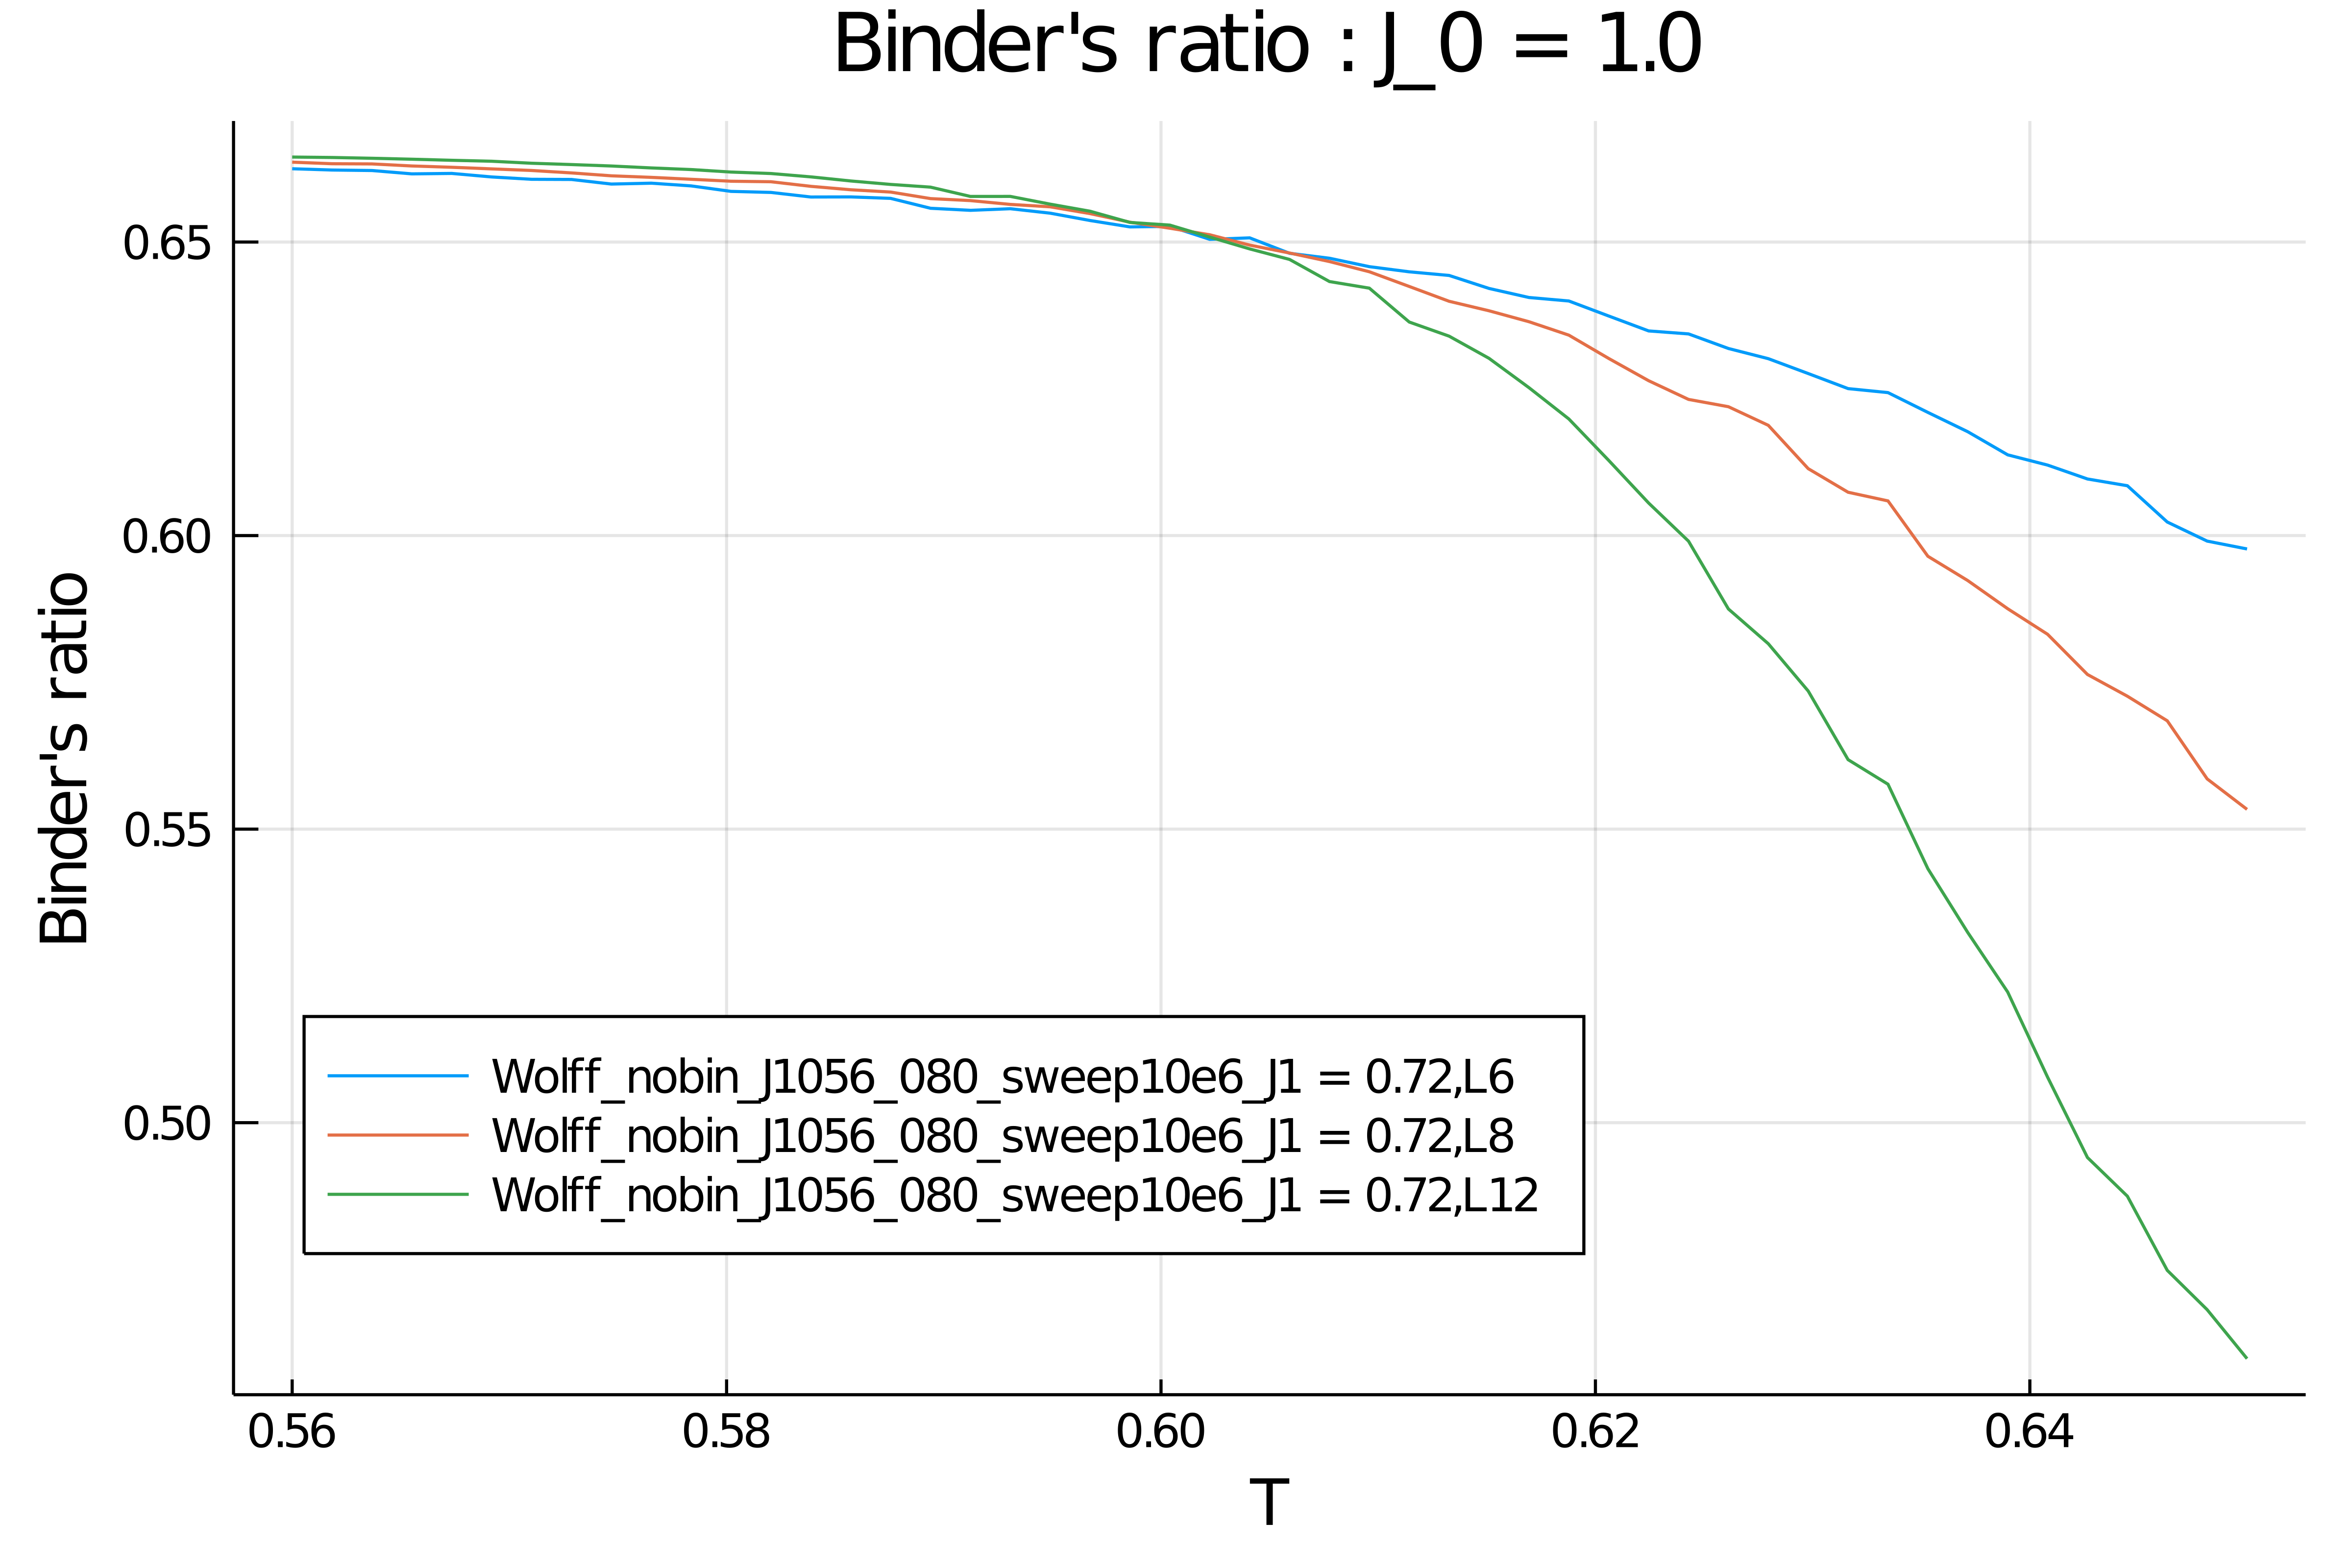 Binder's ratio : J_0 = 1.0
Binder's ratio
0.65
0.60
0.55
0.50
Wolff_nobin_J1056_080_sweep10e6_J1 = 0.72,L6
Wolff_nobin_J1056_080_sweep10e6_J1 = 0.72,L8
Wolff_nobin_J1056_080_sweep10e6_J1 = 0.72,L12
0.56 0.58 0.60 0.62 0.64
T